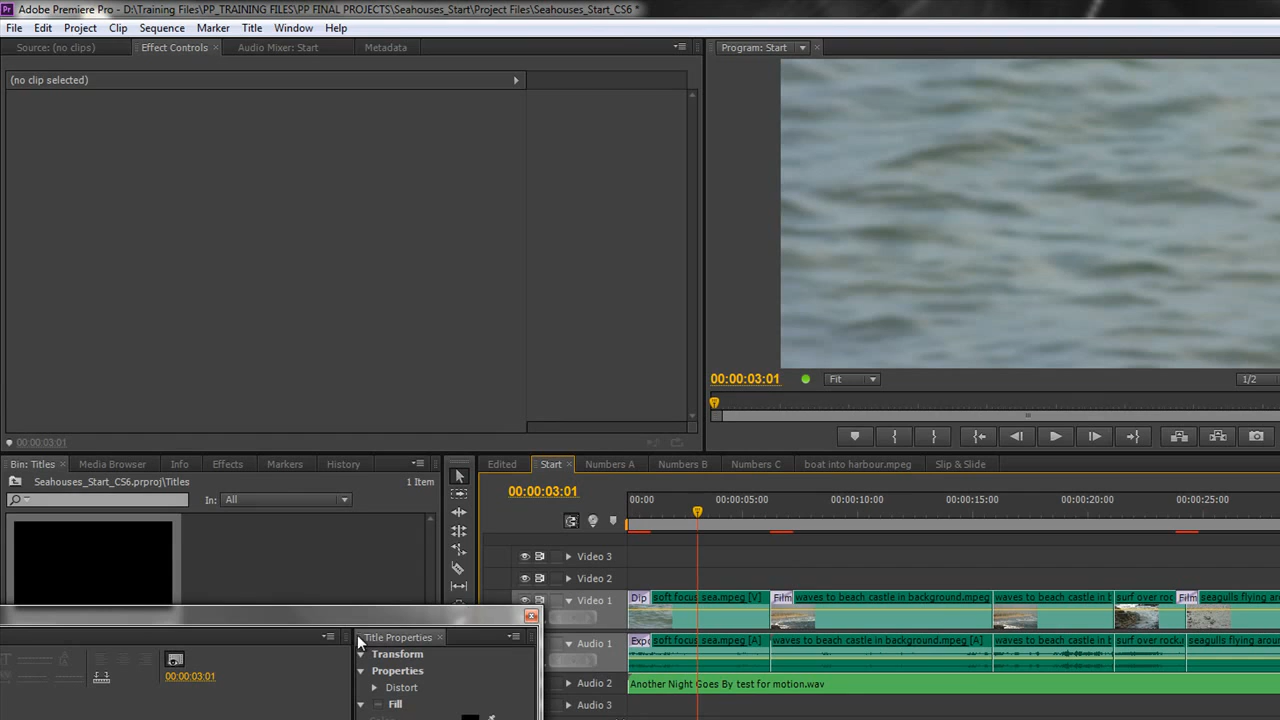 Pr Adobe Premiere Pro - D:\Training Files\PP_TRAINING FILES\PP FINAL PROJECTS\Seahouses_Start\Project Files\Seahouses_Start_CS6 *
File Edit Project Clip Sequence Marker Title Window Help
Source: (no clips) Effect Controls Audio Mixer: Start Metadata
Program: Start
(no clip selected)
00:00:03:01 Fit 1/2
00:00:03:01
Bin: Titles Media Browser Info Effects Markers History
Edited Start Numbers A Numbers B Numbers C boat into harbour.mpeg Slip & Slide
Seahouses_Start_CS6.prproj\Titles 1 Item
In: All
00:00:03:01
00:00 00:00:05:00 00:00:10:00 00:00:15:00 00:00:20:00 00:00:25:00
Video 3
Video 2
Video 1
Dip soft focus sea.mpeg [V] Film waves to beach castle in background.mpeg waves to beach castle in b surf over roc Film seagulls flying arou
Title Properties
Audio 1
Expo soft focus sea.mpeg [A] waves to beach castle in background.mpeg [A] waves to beach castle in b surf over rock. seagulls flying arou
Transform
Properties
00:00:03:01
Distort
Audio 2
Another Night Goes By test for motion.wav
Fill
Audio 3